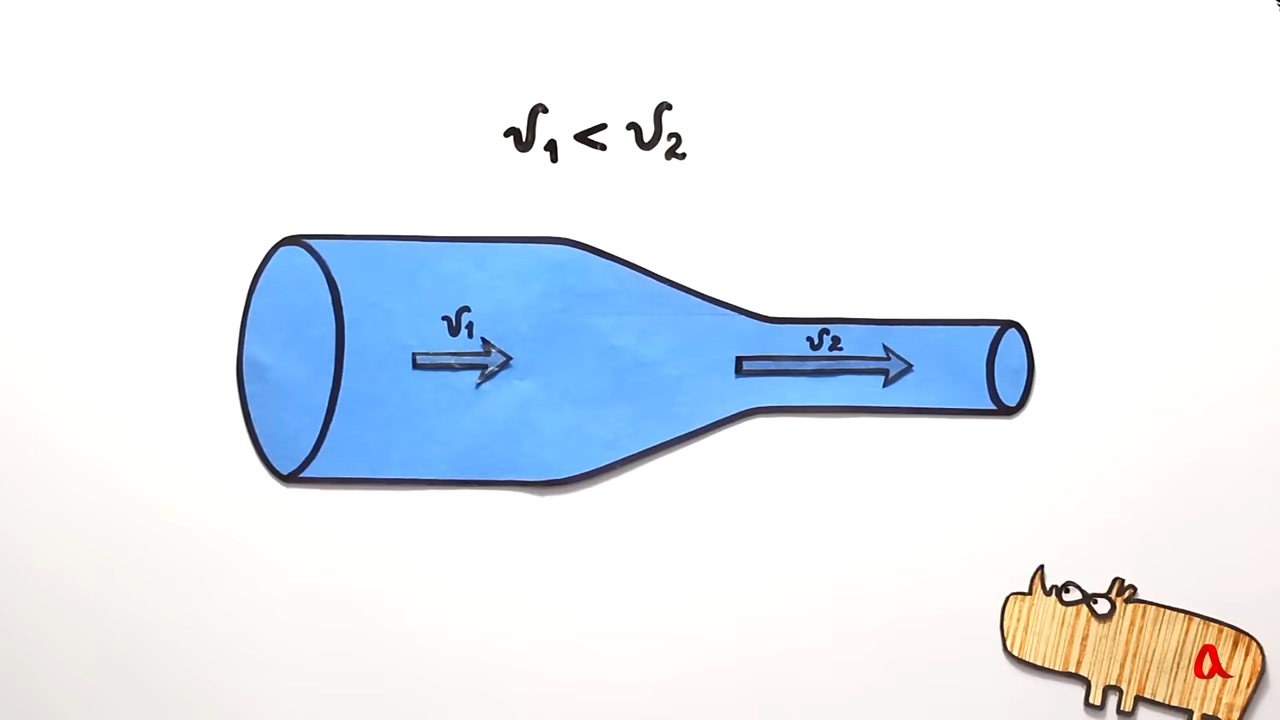 v₁ < v₂
v₁
v₂
a